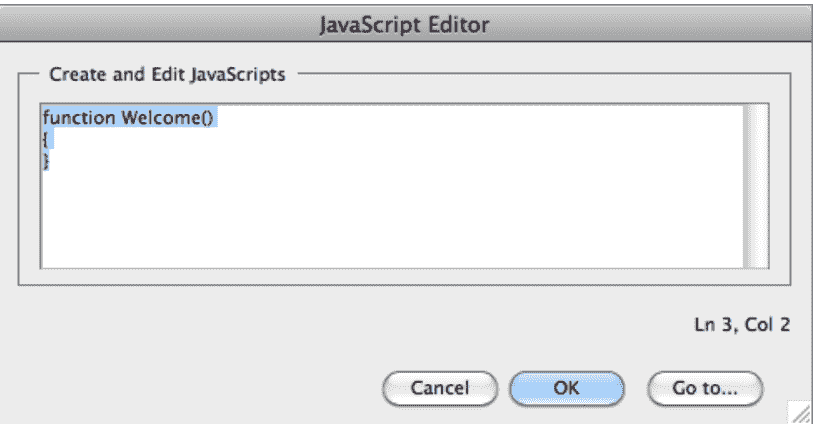 JavaScript Editor
Create and Edit JavaScripts
function Welcome()
{
}
Ln 3, Col 2
Cancel OK Go to...